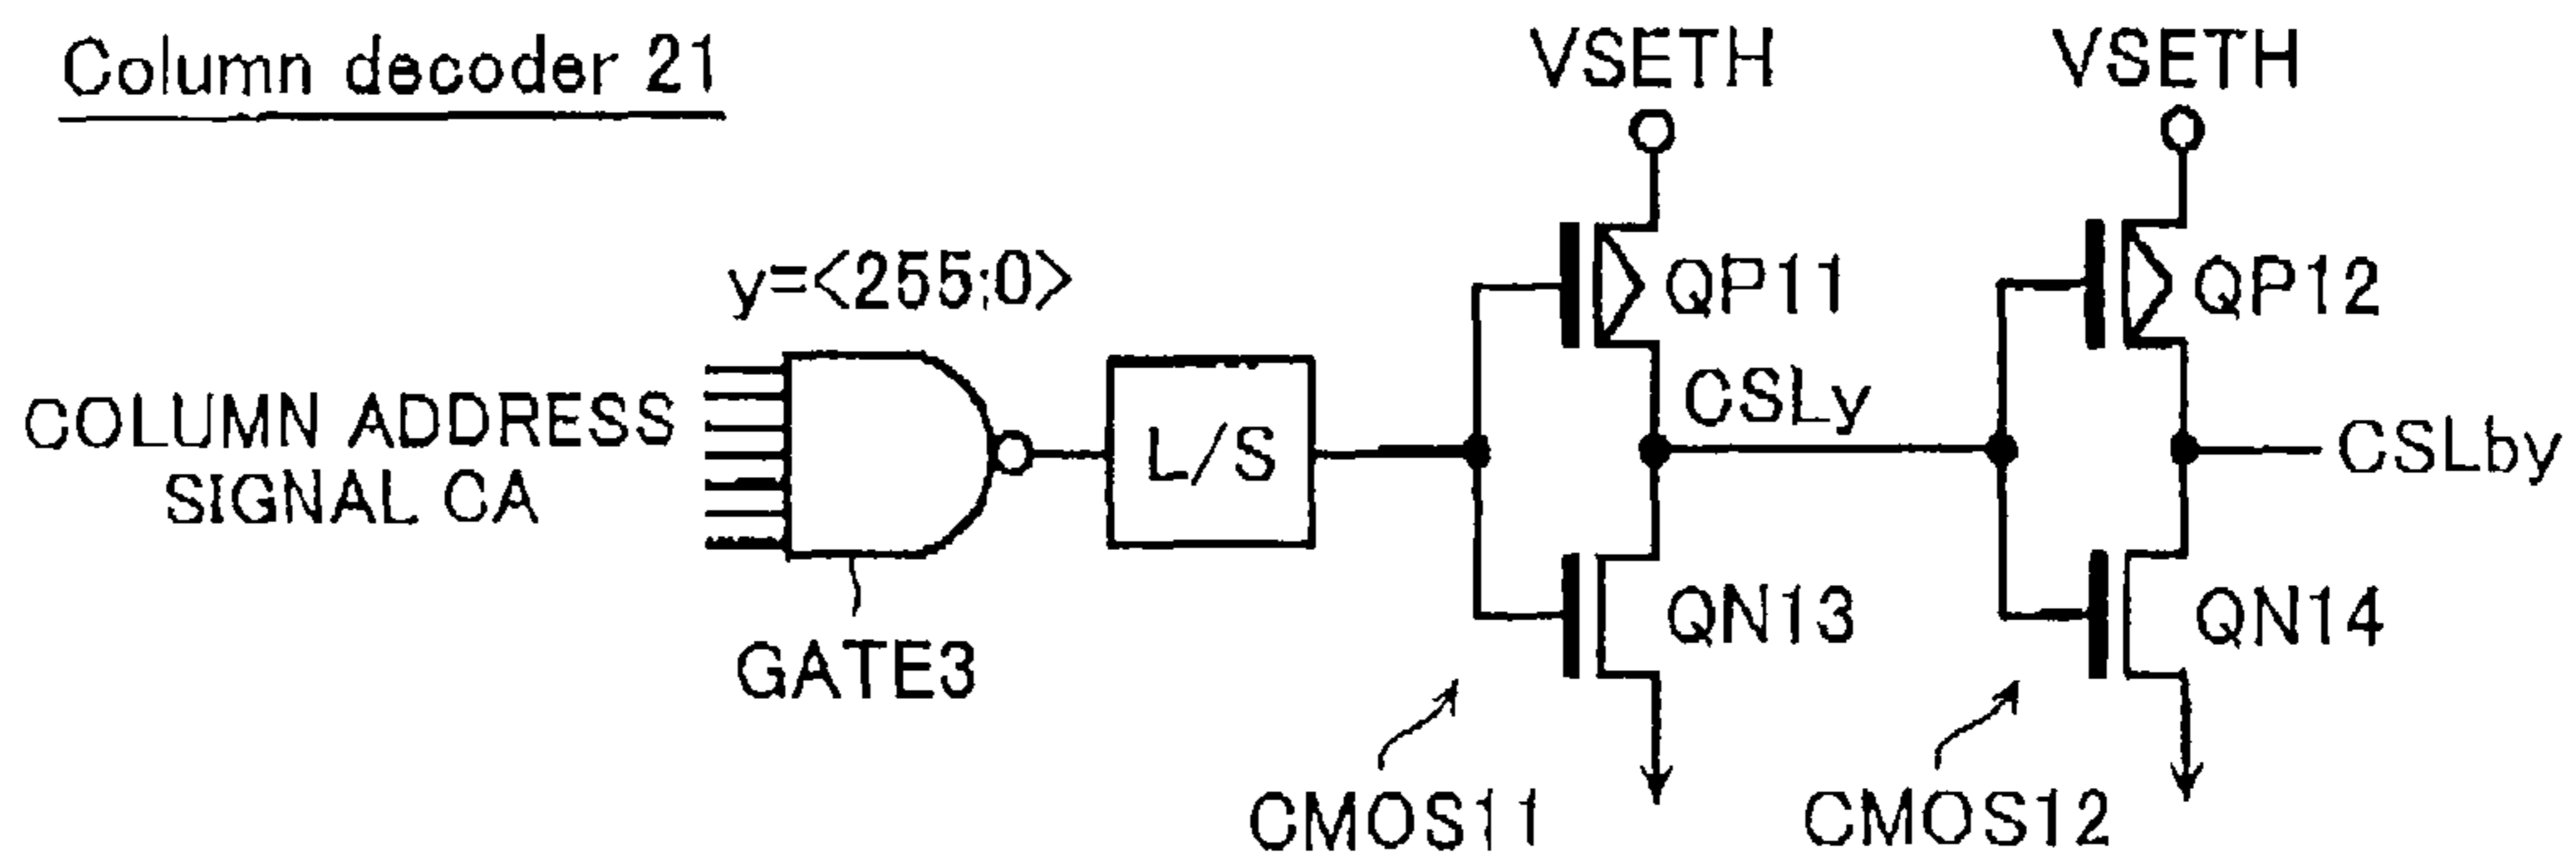 Column decoder 21
VSETH
VSETH
y=<255:0>
QP11
QP12
COLUMN ADDRESS
SIGNAL CA
L/S
CSLy
CSLby
QN13
QN14
GATE3
CMOS11
CMOS12